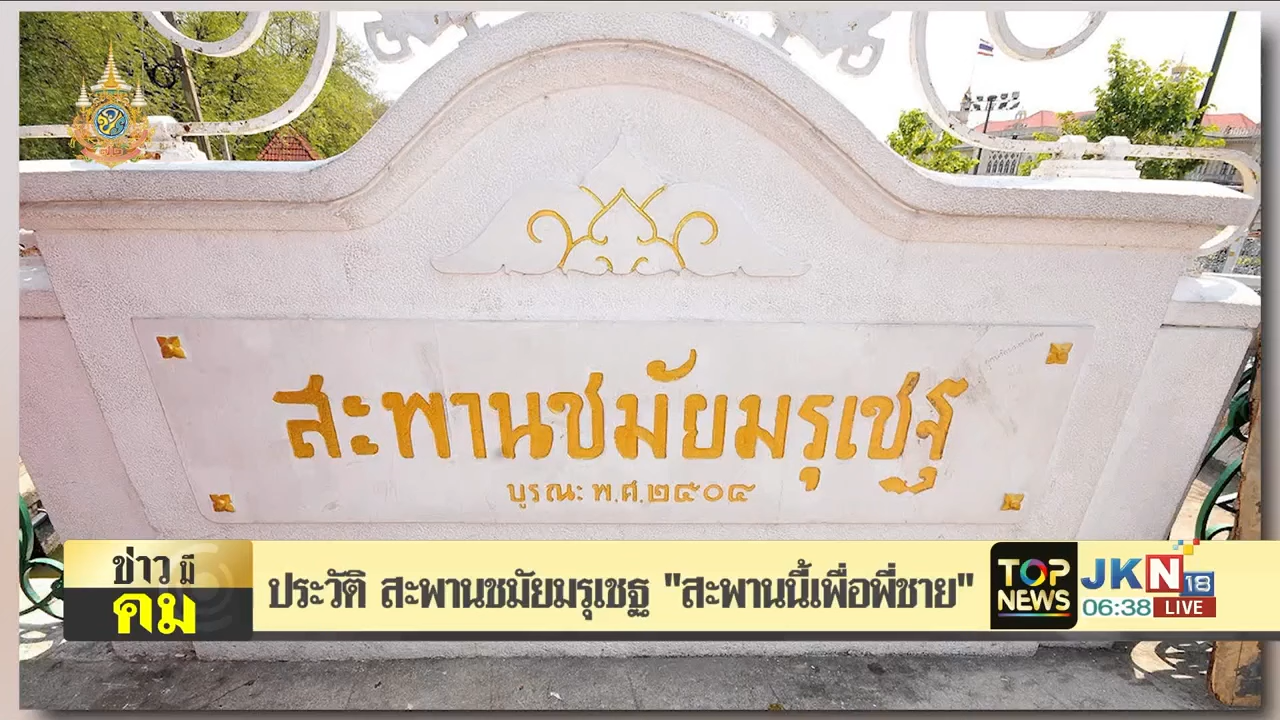 สะพานชมัยมรุเชฐ
บูรณะ พ.ศ.๒๕๐๔
ข่าว มี
คม
ประวัติ สะพานชมัยมรุเชฐ "สะพานนี้เพื่อพี่ชาย"
TOP
NEWS
JKN 18
06:38 LIVE